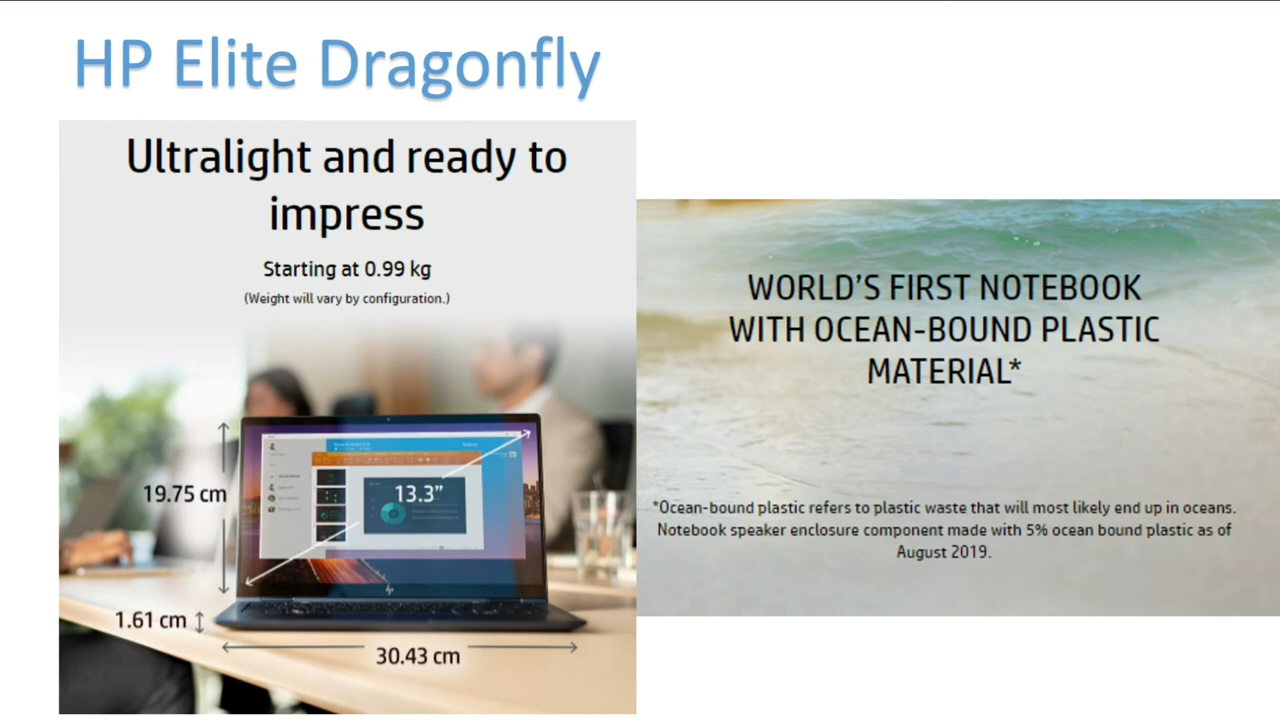 HP Elite Dragonfly
Ultralight and ready to
impress
Starting at 0.99 kg
(Weight will vary by configuration.)
19.75 cm
13.3”
hp
1.61 cm
30.43 cm
WORLD’S FIRST NOTEBOOK
WITH OCEAN-BOUND PLASTIC
MATERIAL*
*Ocean-bound plastic refers to plastic waste that will most likely end up in oceans.
Notebook speaker enclosure component made with 5% ocean bound plastic as of
August 2019.